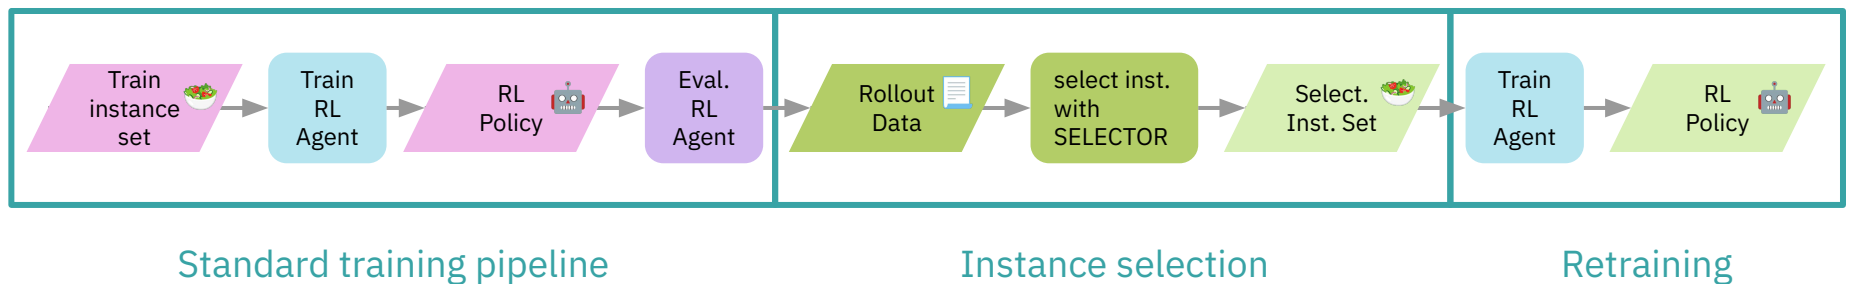 Train
instance
set
Train
RL
Agent
RL
Policy
Eval.
RL
Agent
Rollout
Data
select inst.
with
SELECTOR
Select.
Inst. Set
Train
RL
Agent
RL
Policy
Standard training pipeline
Instance selection
Retraining